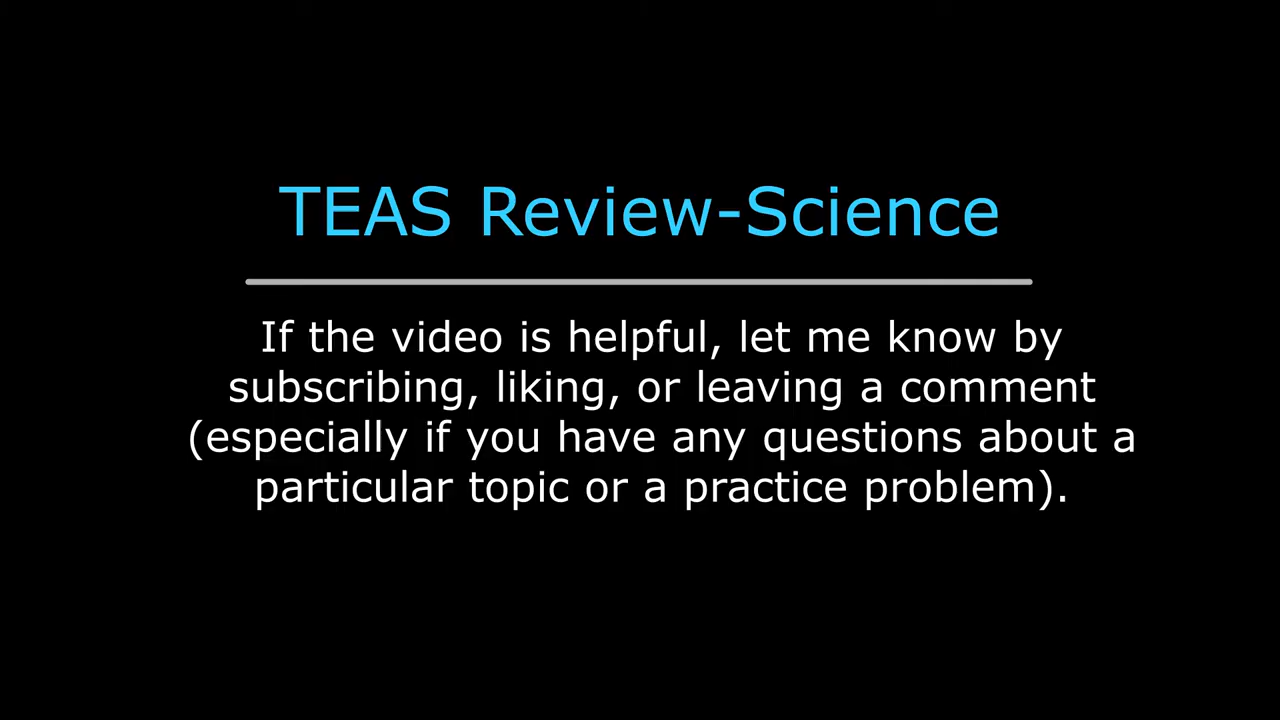 TEAS Review-Science
If the video is helpful, let me know by
subscribing, liking, or leaving a comment
(especially if you have any questions about a
particular topic or a practice problem).